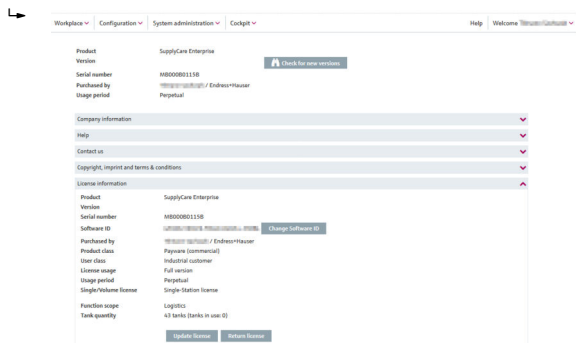 Workplace Configuration System administration Cockpit Help Welcome
Product SupplyCare Enterprise
Version Check for new versions
Serial number M8000B0115B
Purchased by / Endress+Hauser
Usage period Perpetual
Company information
Help
Contact us
Copyright, imprint and terms & conditions
License information
Product SupplyCare Enterprise
Version
Serial number M8000B0115B
Software ID Change Software ID
Purchased by / Endress+Hauser
Product class Payware (commercial)
User class Industrial customer
License usage Full version
Usage period Perpetual
Single/Volume license Single-Station license
Function scope Logistics
Tank quantity 43 tanks (tanks in use: 0)
Update license Return license